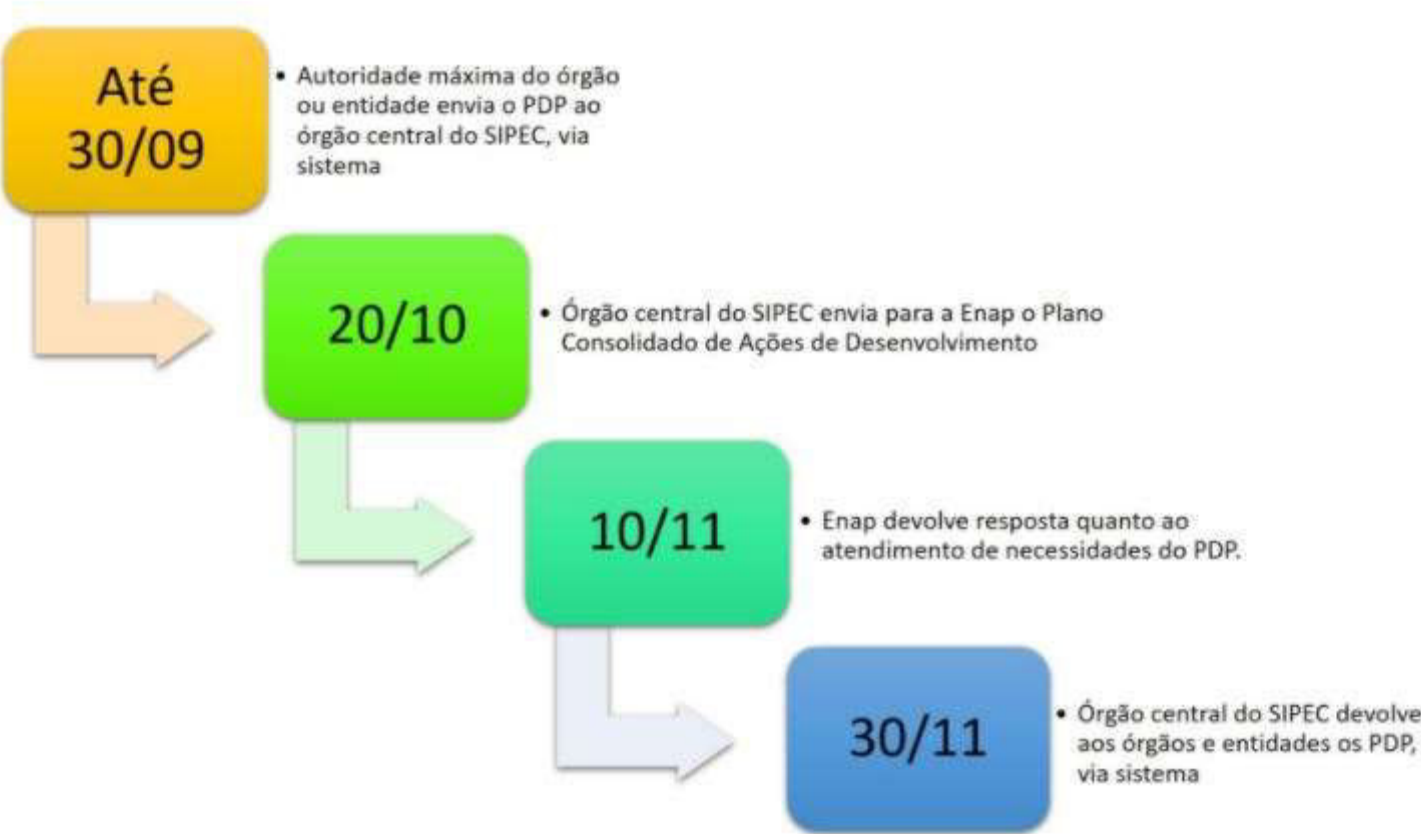 Até
30/09
• Autoridade máxima do órgão
ou entidade envia o PDP ao
órgão central do SIPEC, via
sistema
20/10
• Órgão central do SIPEC envia para a Enap o Plano
Consolidado de Ações de Desenvolvimento
10/11
• Enap devolve resposta quanto ao
atendimento de necessidades do PDP.
30/11
• Órgão central do SIPEC devolve
aos órgãos e entidades os PDP,
via sistema